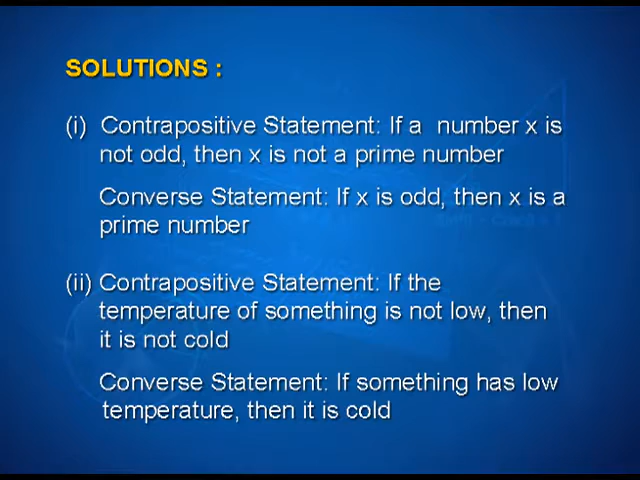 SOLUTIONS :
(i) Contrapositive Statement: If a number x is
not odd, then x is not a prime number
Converse Statement: If x is odd, then x is a
prime number
(ii) Contrapositive Statement: If the
temperature of something is not low, then
it is not cold
Converse Statement: If something has low
temperature, then it is cold